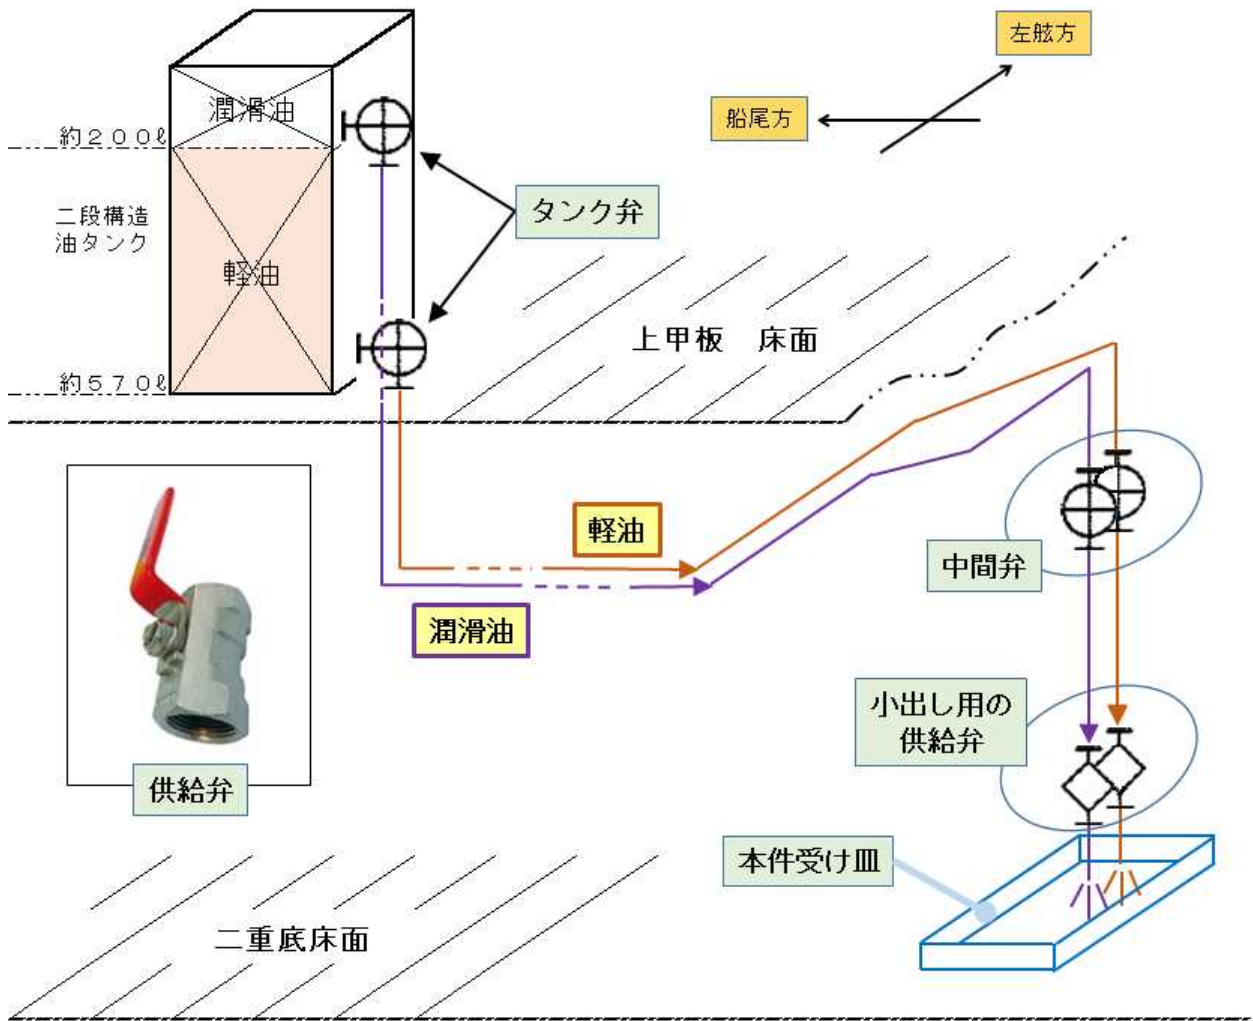 左舷方
船尾方
潤滑油
約200ℓ
タンク弁
二段構造
油タンク
軽油
上甲板 床面
約570ℓ
軽油
中間弁
潤滑油
小出し用の
供給弁
供給弁
本件受け皿
二重底床面